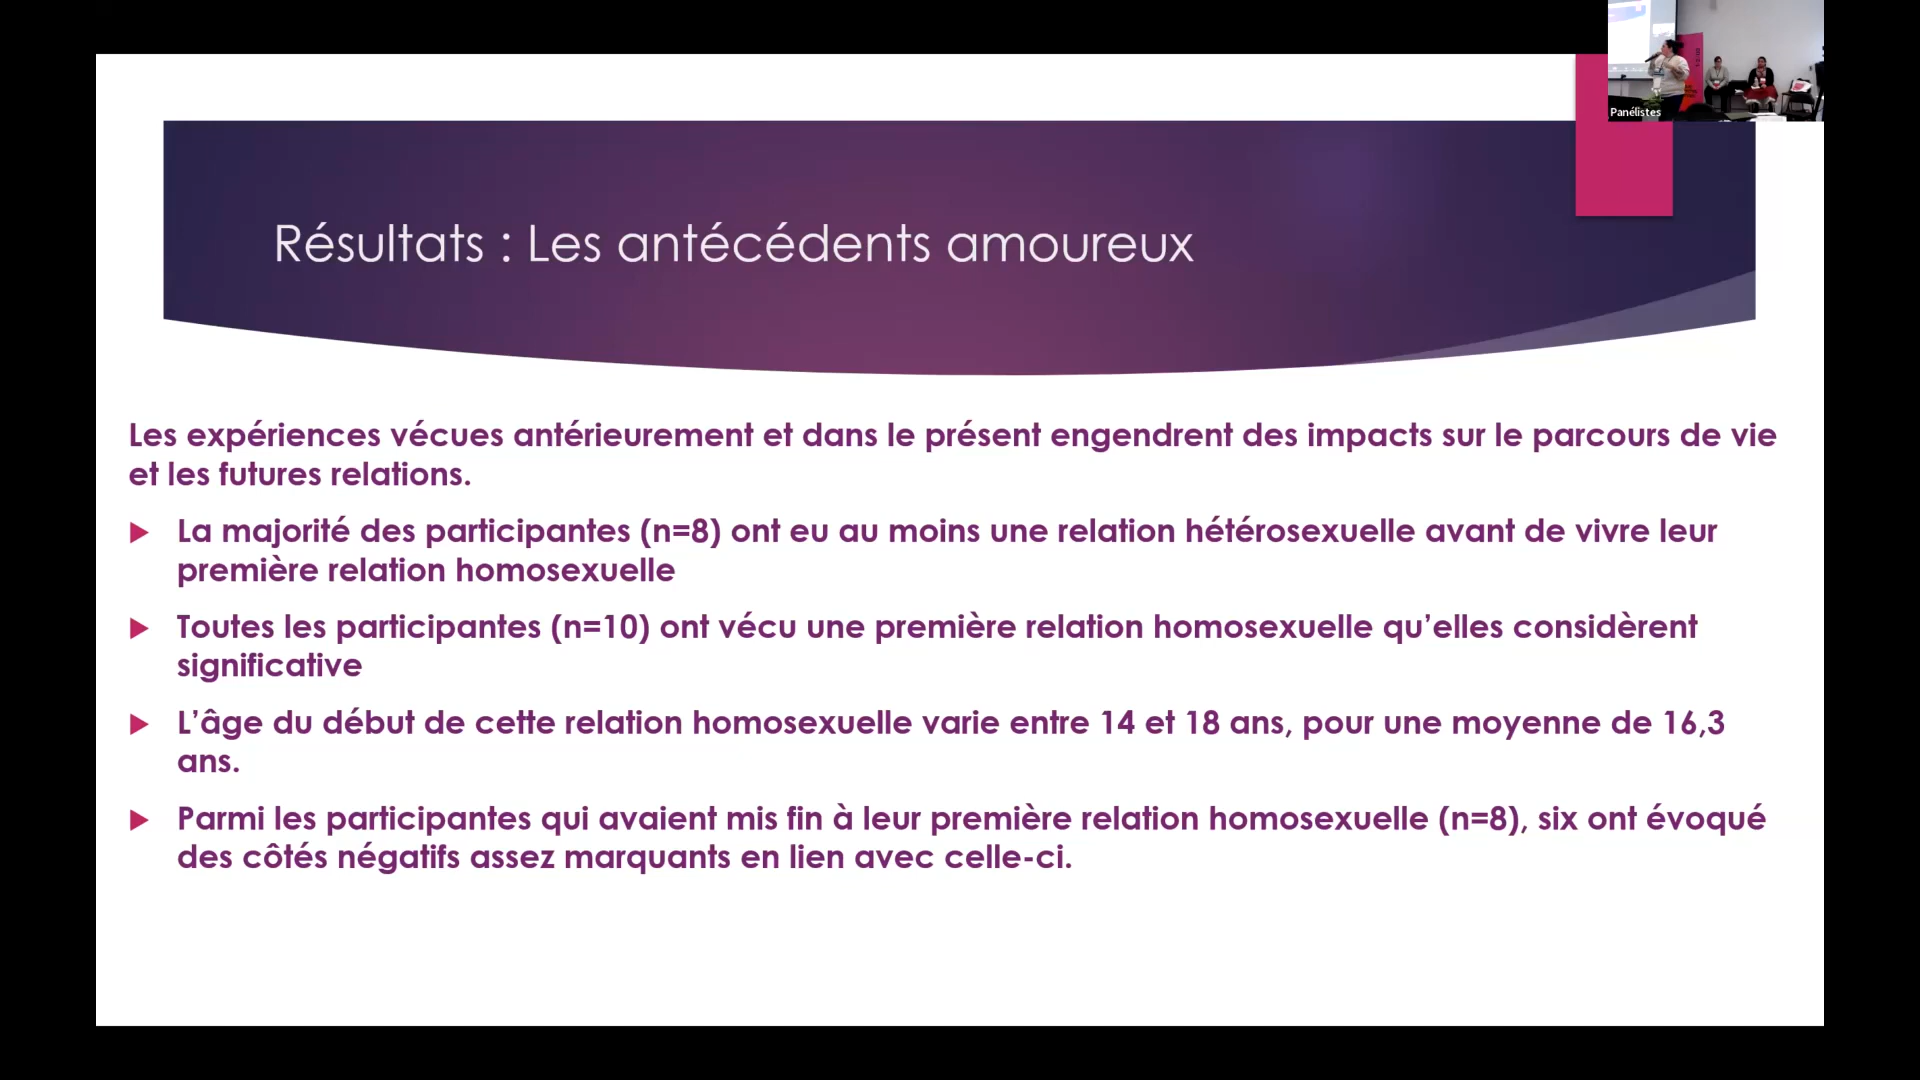 Panélistes
Résultats : Les antécédents amoureux
Les expériences vécues antérieurement et dans le présent engendrent des impacts sur le parcours de vie
et les futures relations.
La majorité des participantes (n=8) ont eu au moins une relation hétérosexuelle avant de vivre leur
première relation homosexuelle
Toutes les participantes (n=10) ont vécu une première relation homosexuelle qu’elles considèrent
significative
L’âge du début de cette relation homosexuelle varie entre 14 et 18 ans, pour une moyenne de 16,3
ans.
Parmi les participantes qui avaient mis fin à leur première relation homosexuelle (n=8), six ont évoqué
des côtés négatifs assez marquants en lien avec celle-ci.